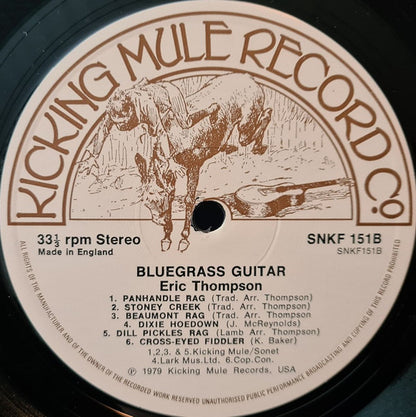 KICKING MULE RECORD Co.
33⅓ rpm Stereo
Made in England
SNKF 151B
SNKF151B
BLUEGRASS GUITAR
Eric Thompson
1. PANHANDLE RAG (Trad. Arr. Thompson)
2. STONEY CREEK (Trad. Arr. Thompson)
3. BEAUMONT RAG (Trad. Arr. Thompson)
4. DIXIE HOEDOWN (J. McReynolds)
5. DILL PICKLES RAG (Lamb Arr. Thompson)
6. CROSS-EYED FIDDLER (K. Baker)
1,2,3, & 5.Kicking Mule/Sonet
4.Lark Mus.Ltd. 6.Cop.Con.
℗ 1979 Kicking Mule Records, USA
ALL RIGHTS OF THE MANUFACTURER AND OF THE OWNER OF THE RECORDED WORK RESERVED UNAUTHORISED PUBLIC PERFORMANCE BROADCASTING AND COPYING OF THIS RECORD PROHIBITED